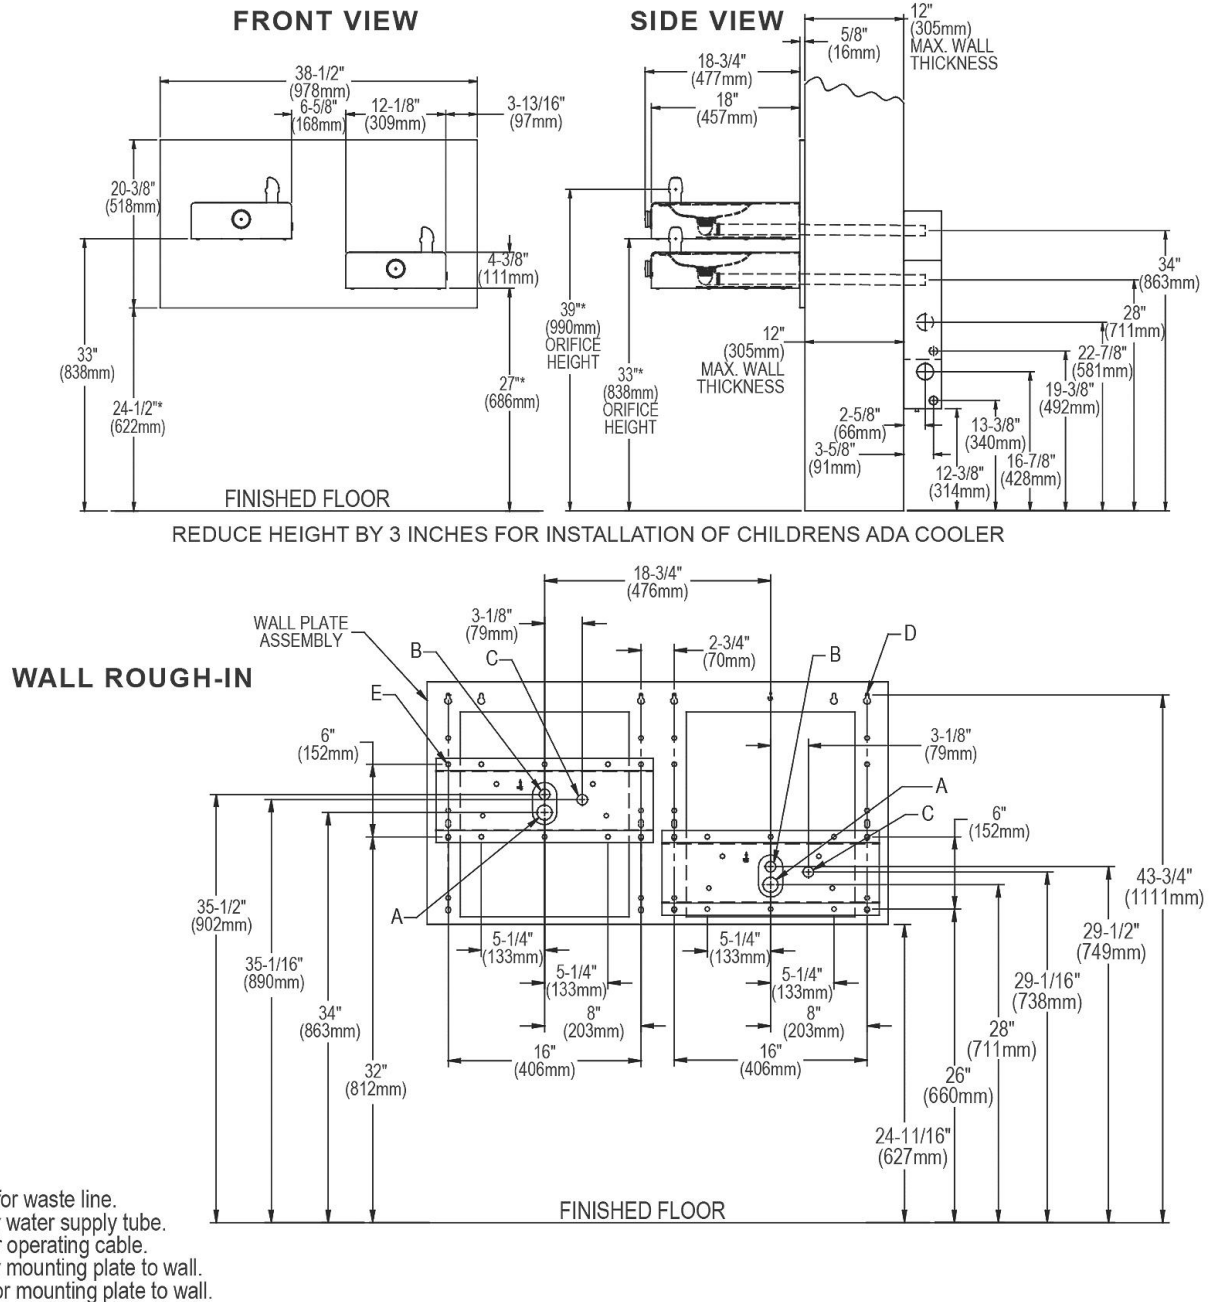 FRONT VIEW
SIDE VIEW
38-1/2"
(978mm)
6-5/8"
(168mm)
12-1/8"
(309mm)
3-13/16"
(97mm)
20-3/8"
(518mm)
4-3/8"
(111mm)
33"
(838mm)
24-1/2"*
(622mm)
27"*
(686mm)
FINISHED FLOOR
12"
(305mm)
MAX. WALL
THICKNESS
5/8"
(16mm)
18-3/4"
(477mm)
18"
(457mm)
39"*
(990mm)
ORIFICE
HEIGHT
33"*
(838mm)
ORIFICE
HEIGHT
12"
(305mm)
MAX. WALL
THICKNESS
34"
(863mm)
28"
(711mm)
22-7/8"
(581mm)
19-3/8"
(492mm)
2-5/8"
(66mm)
3-5/8"
(91mm)
13-3/8"
(340mm)
16-7/8"
(428mm)
12-3/8"
(314mm)
REDUCE HEIGHT BY 3 INCHES FOR INSTALLATION OF CHILDRENS ADA COOLER
WALL ROUGH-IN
18-3/4"
(476mm)
3-1/8"
(79mm)
2-3/4"
(70mm)
WALL PLATE
ASSEMBLY
B
C
B
D
E
6"
(152mm)
3-1/8"
(79mm)
A
C
6"
(152mm)
A
35-1/2"
(902mm)
35-1/16"
(890mm)
34"
(863mm)
32"
(812mm)
5-1/4"
(133mm)
5-1/4"
(133mm)
8"
(203mm)
16"
(406mm)
5-1/4"
(133mm)
5-1/4"
(133mm)
8"
(203mm)
16"
(406mm)
43-3/4"
(1111mm)
29-1/2"
(749mm)
29-1/16"
(738mm)
28"
(711mm)
26"
(660mm)
24-11/16"
(627mm)
FINISHED FLOOR
for waste line.
water supply tube.
operating cable.
mounting plate to wall.
or mounting plate to wall.